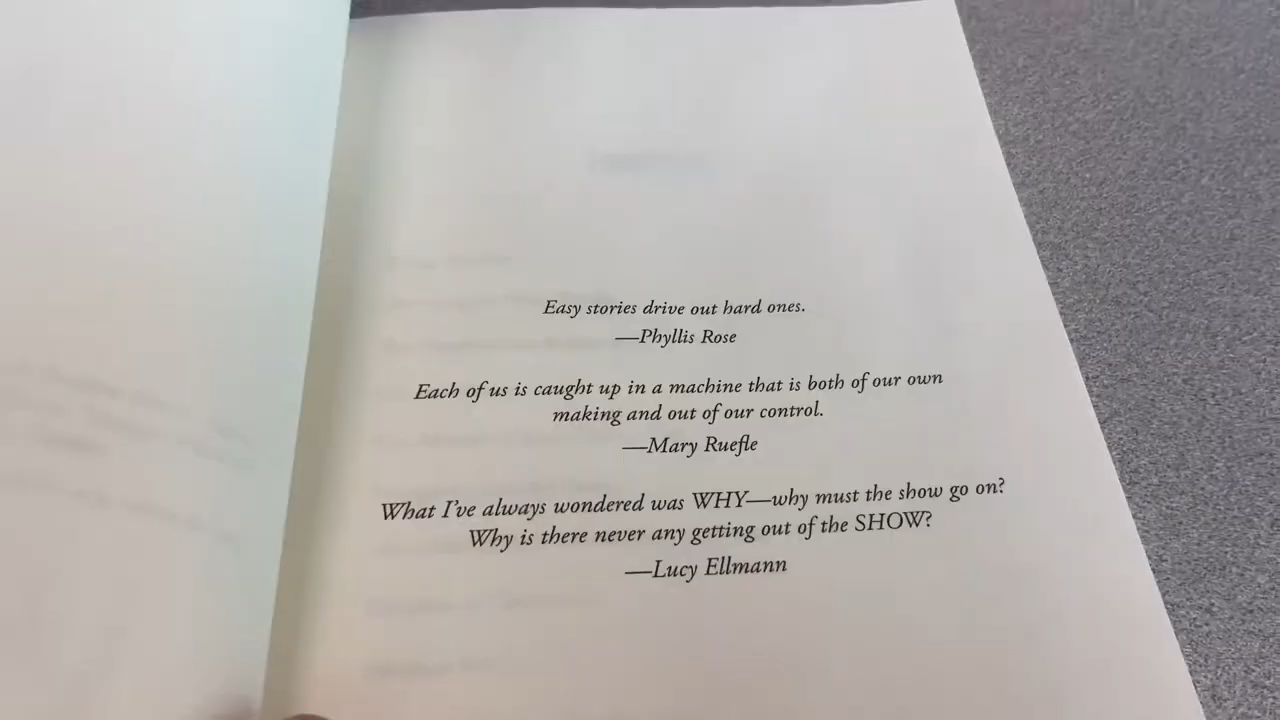 Easy stories drive out hard ones.
—Phyllis Rose
Each of us is caught up in a machine that is both of our own
making and out of our control.
—Mary Ruefle
What I've always wondered was WHY—why must the show go on?
Why is there never any getting out of the SHOW?
—Lucy Ellmann